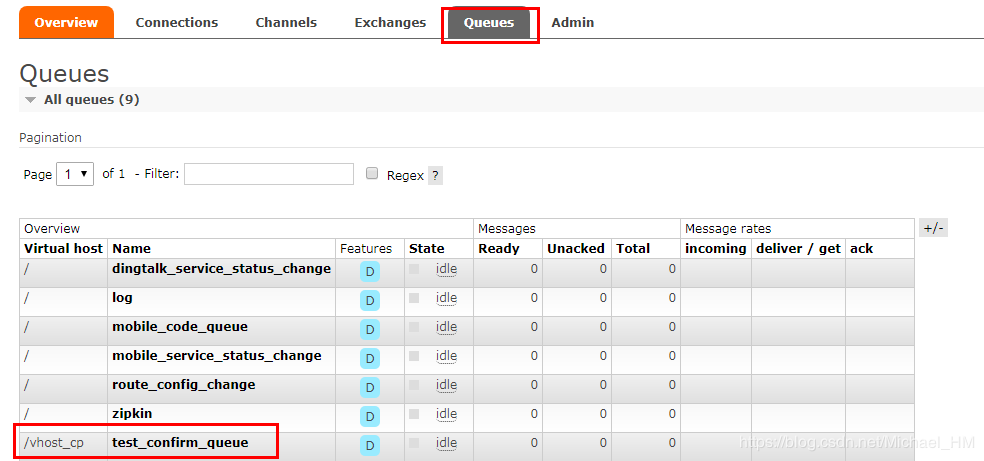 Overview Connections Channels Exchanges Queues Admin
Queues
All queues (9)
Pagination
Page 1 of 1 - Filter: Regex ?
Overview Messages Message rates +/-
Virtual host Name Features State Ready Unacked Total incoming deliver / get ack
/ dingtalk_service_status_change D idle 0 0 0
/ log D idle 0 0 0
/ mobile_code_queue D idle 0 0 0
/ mobile_service_status_change D idle 0 0 0
/ route_config_change D idle 0 0 0
/ zipkin D idle 0 0 0
/vhost_cp test_confirm_queue D idle 0 0 0
https://blog.csdn.net/Michael_HM